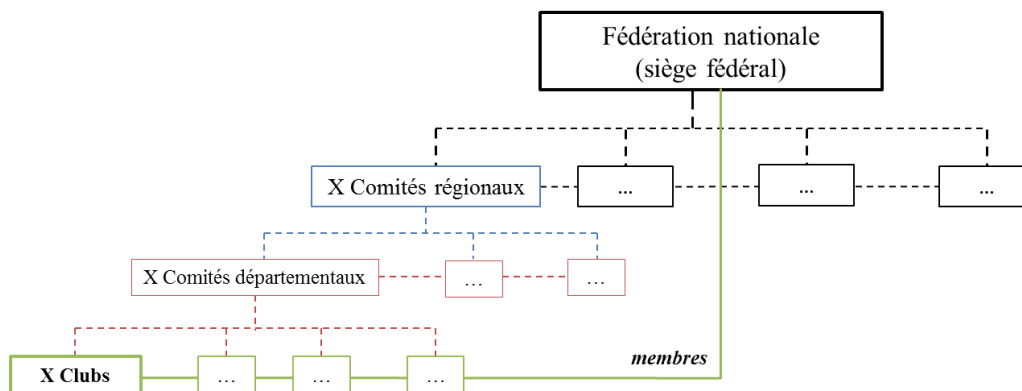 Fédération nationale
(siège fédéral)
X Comités régionaux
...
...
...
X Comités départementaux
...
...
membres
X Clubs
...
...
...